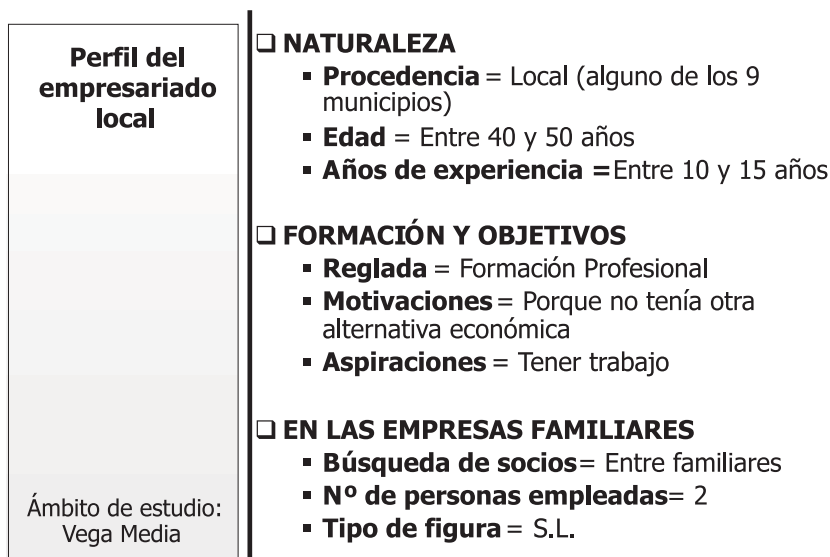 Perfil del
empresariado
local
Ámbito de estudio:
Vega Media
❑ NATURALEZA
▪ Procedencia = Local (alguno de los 9
municipios)
▪ Edad = Entre 40 y 50 años
▪ Años de experiencia =Entre 10 y 15 años
❑ FORMACIÓN Y OBJETIVOS
▪ Reglada = Formación Profesional
▪ Motivaciones = Porque no tenía otra
alternativa económica
▪ Aspiraciones = Tener trabajo
❑ EN LAS EMPRESAS FAMILIARES
▪ Búsqueda de socios= Entre familiares
▪ Nº de personas empleadas= 2
▪ Tipo de figura = S.L.